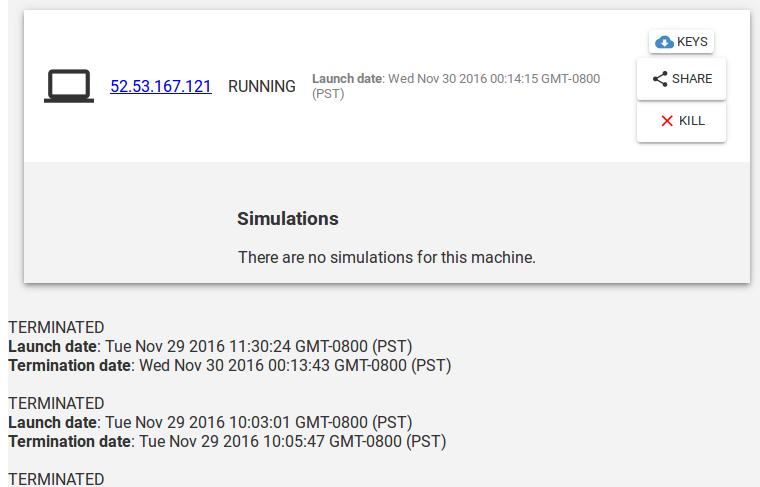 KEYS
52.53.167.121 RUNNING Launch date: Wed Nov 30 2016 00:14:15 GMT-0800
(PST)
SHARE
KILL
Simulations
There are no simulations for this machine.
TERMINATED
Launch date: Tue Nov 29 2016 11:30:24 GMT-0800 (PST)
Termination date: Wed Nov 30 2016 00:13:43 GMT-0800 (PST)
TERMINATED
Launch date: Tue Nov 29 2016 10:03:01 GMT-0800 (PST)
Termination date: Tue Nov 29 2016 10:05:47 GMT-0800 (PST)
TERMINATED